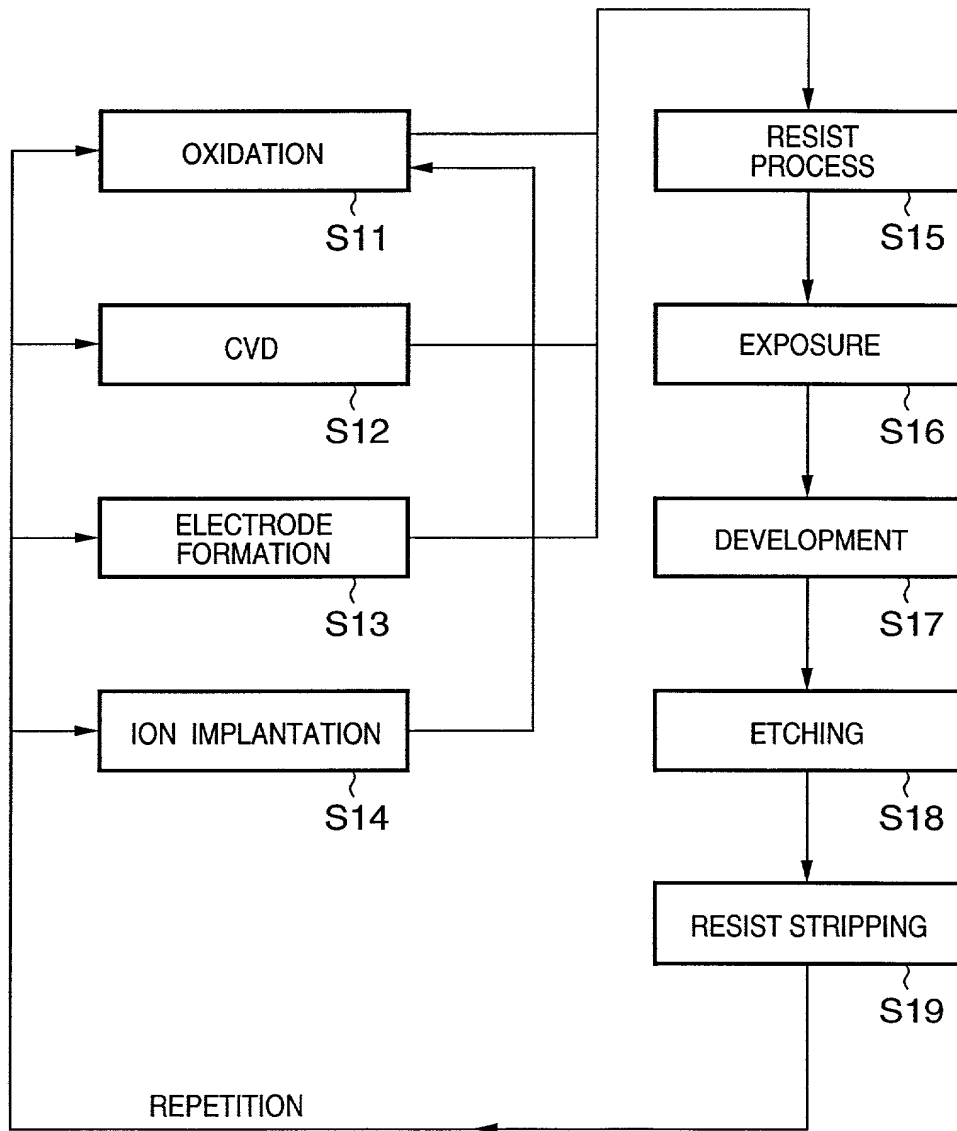 OXIDATION
S11
CVD
S12
ELECTRODE
FORMATION
S13
ION IMPLANTATION
S14
RESIST
PROCESS
S15
EXPOSURE
S16
DEVELOPMENT
S17
ETCHING
S18
RESIST STRIPPING
S19
REPETITION